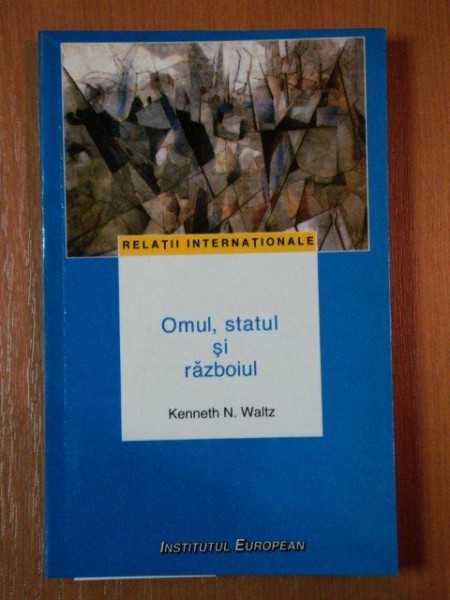 RELAȚII INTERNAȚIONALE
Omul, statul
și
războiul
Kenneth N. Waltz
INSTITUTUL EUROPEAN